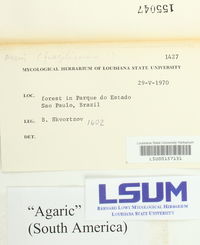 155047
1427
MYCOLOGICAL HERBARIUM OF LOUISIANA STATE UNIVERSITY
29-V-1970
LOC. forest in Parque do Estado
Sao Paulo, Brazil
LEG. B. Skvortzov 1402
DET.
"Agaric"
(South America)
LSUM
BERNARD LOWY MYCOLOGICAL HERBARIUM
LOUISIANA STATE UNIVERSITY